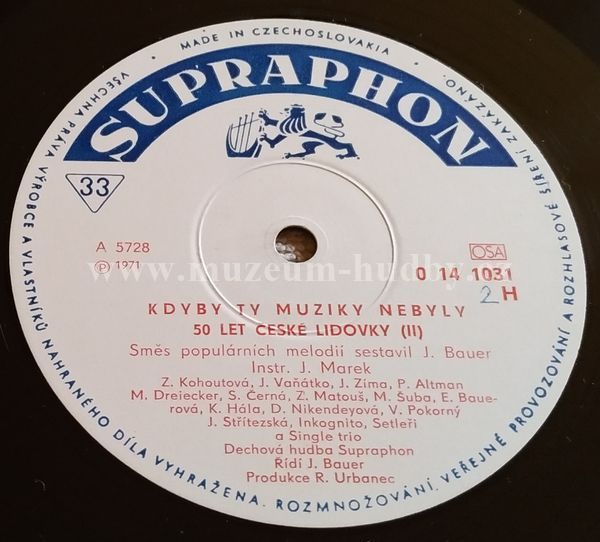 MADE IN CZECHOSLOVAKIA
SUPRAPHON
33
A 5728
Ⓟ 1971
OSA
0 14 1031
2 H
www.muzeum-hudby.cz
KDYBY TY MUZIKY NEBYLY
50 LET ČESKÉ LIDOVKY (II)
Směs populárních melodií sestavil J. Bauer
Instr. J. Marek
Z. Kohoutová, J. Vaňátko, J. Zíma, P. Altman
M. Dreiecker, S. Černá, Z. Matouš, M. Šuba, E. Baue-
rová, K. Hála, D. Nikendeyová, V. Pokorný
J. Střítezská, Inkognito, Setleři
a Single trio
Dechová hudba Supraphon
Řídí J. Bauer
Produkce R. Urbanec
VŠECHNA PRÁVA VÝROBCE A VLASTNÍKŮ NAHRANÉHO DÍLA VYHRAŽENA. ROZMNOŽOVÁNÍ, VEŘEJNÉ PROVOZOVÁNÍ A ROZHLASOVÉ ŠÍŘENÍ ZAKÁZÁNO.